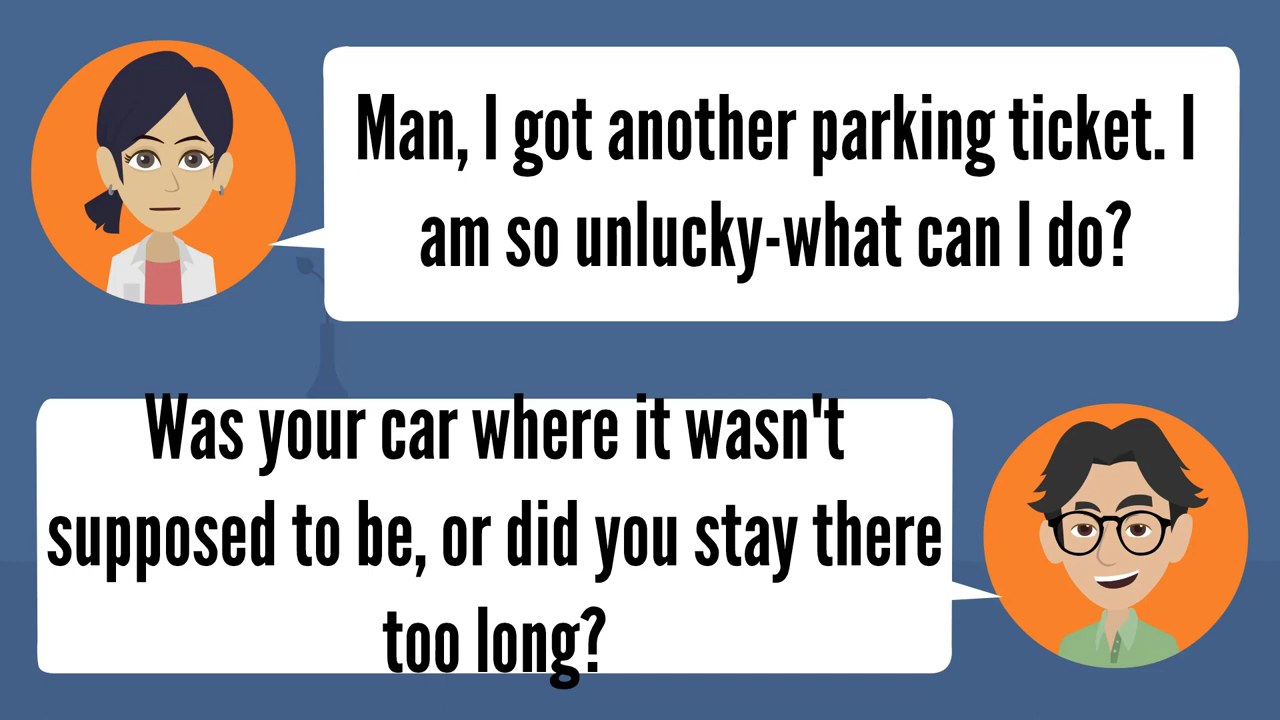 Man, I got another parking ticket. I
am so unlucky-what can I do?
Was your car where it wasn't
supposed to be, or did you stay there
too long?